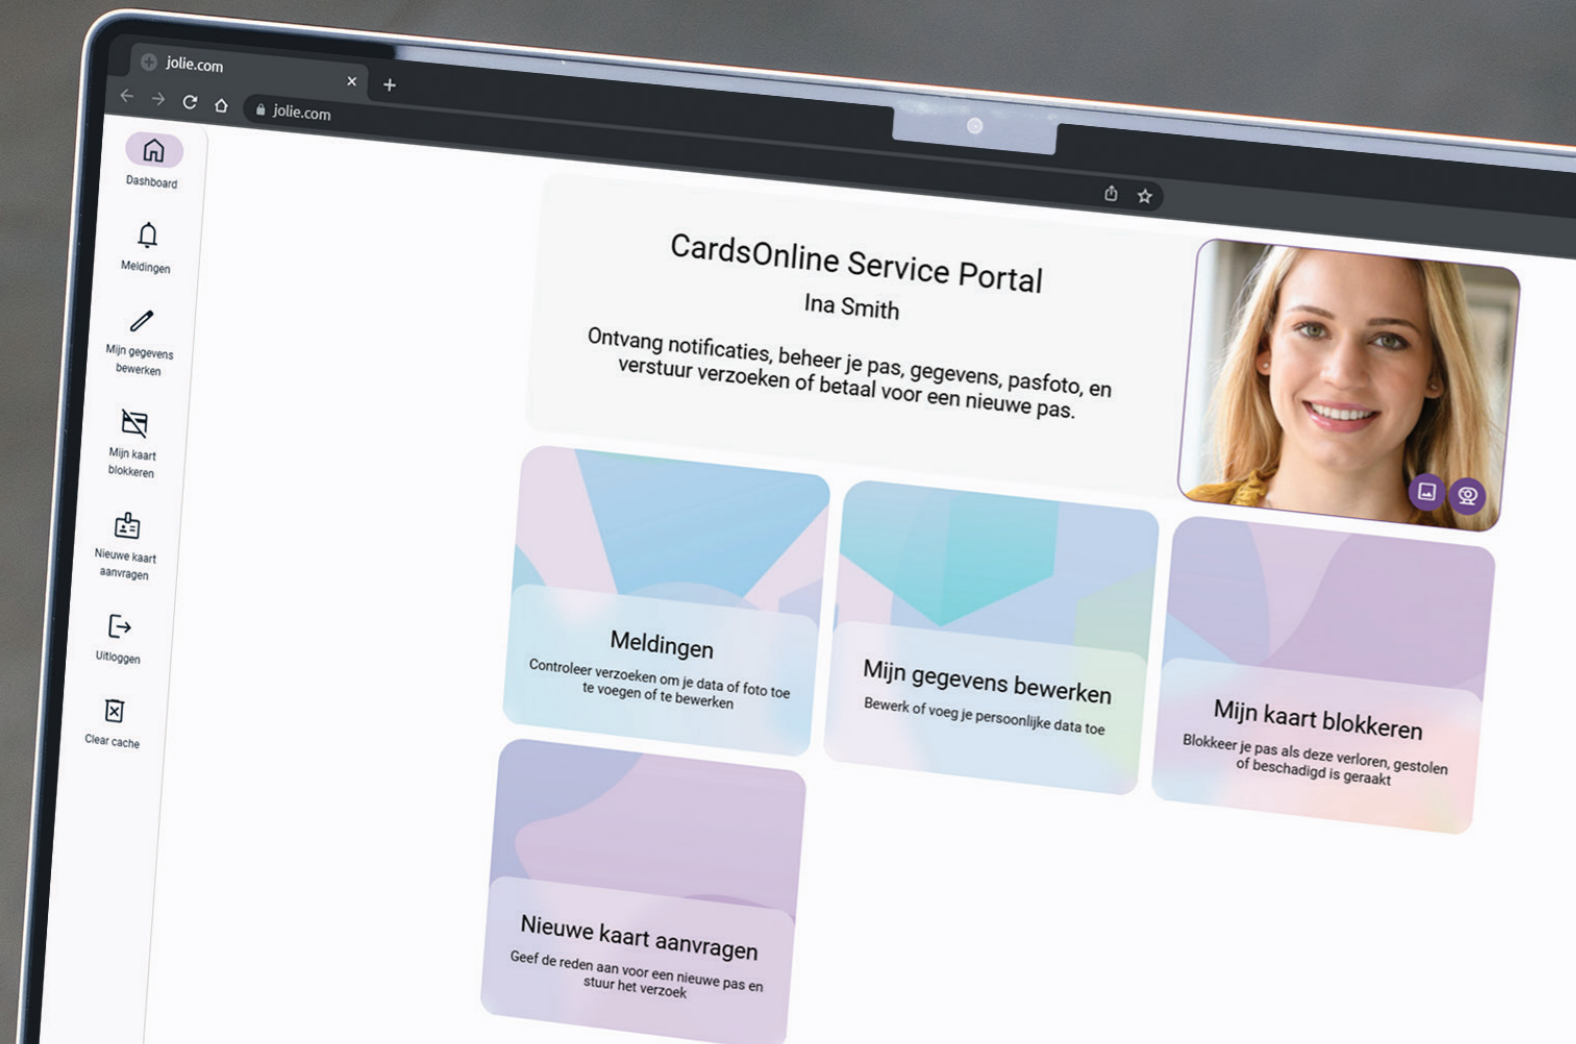 jolie.com
jolie.com
Dashboard
Meldingen
Mijn gegevens
bewerken
Mijn kaart
blokkeren
Nieuwe kaart
aanvragen
Uitloggen
Clear cache
CardsOnline Service Portal
Ina Smith
Ontvang notificaties, beheer je pas, gegevens, pasfoto, en
verstuur verzoeken of betaal voor een nieuwe pas.
Meldingen
Controleer verzoeken om je data of foto toe
te voegen of te bewerken
Mijn gegevens bewerken
Bewerk of voeg je persoonlijke data toe
Mijn kaart blokkeren
Blokkeer je pas als deze verloren, gestolen
of beschadigd is geraakt
Nieuwe kaart aanvragen
Geef de reden aan voor een nieuwe pas en
stuur het verzoek